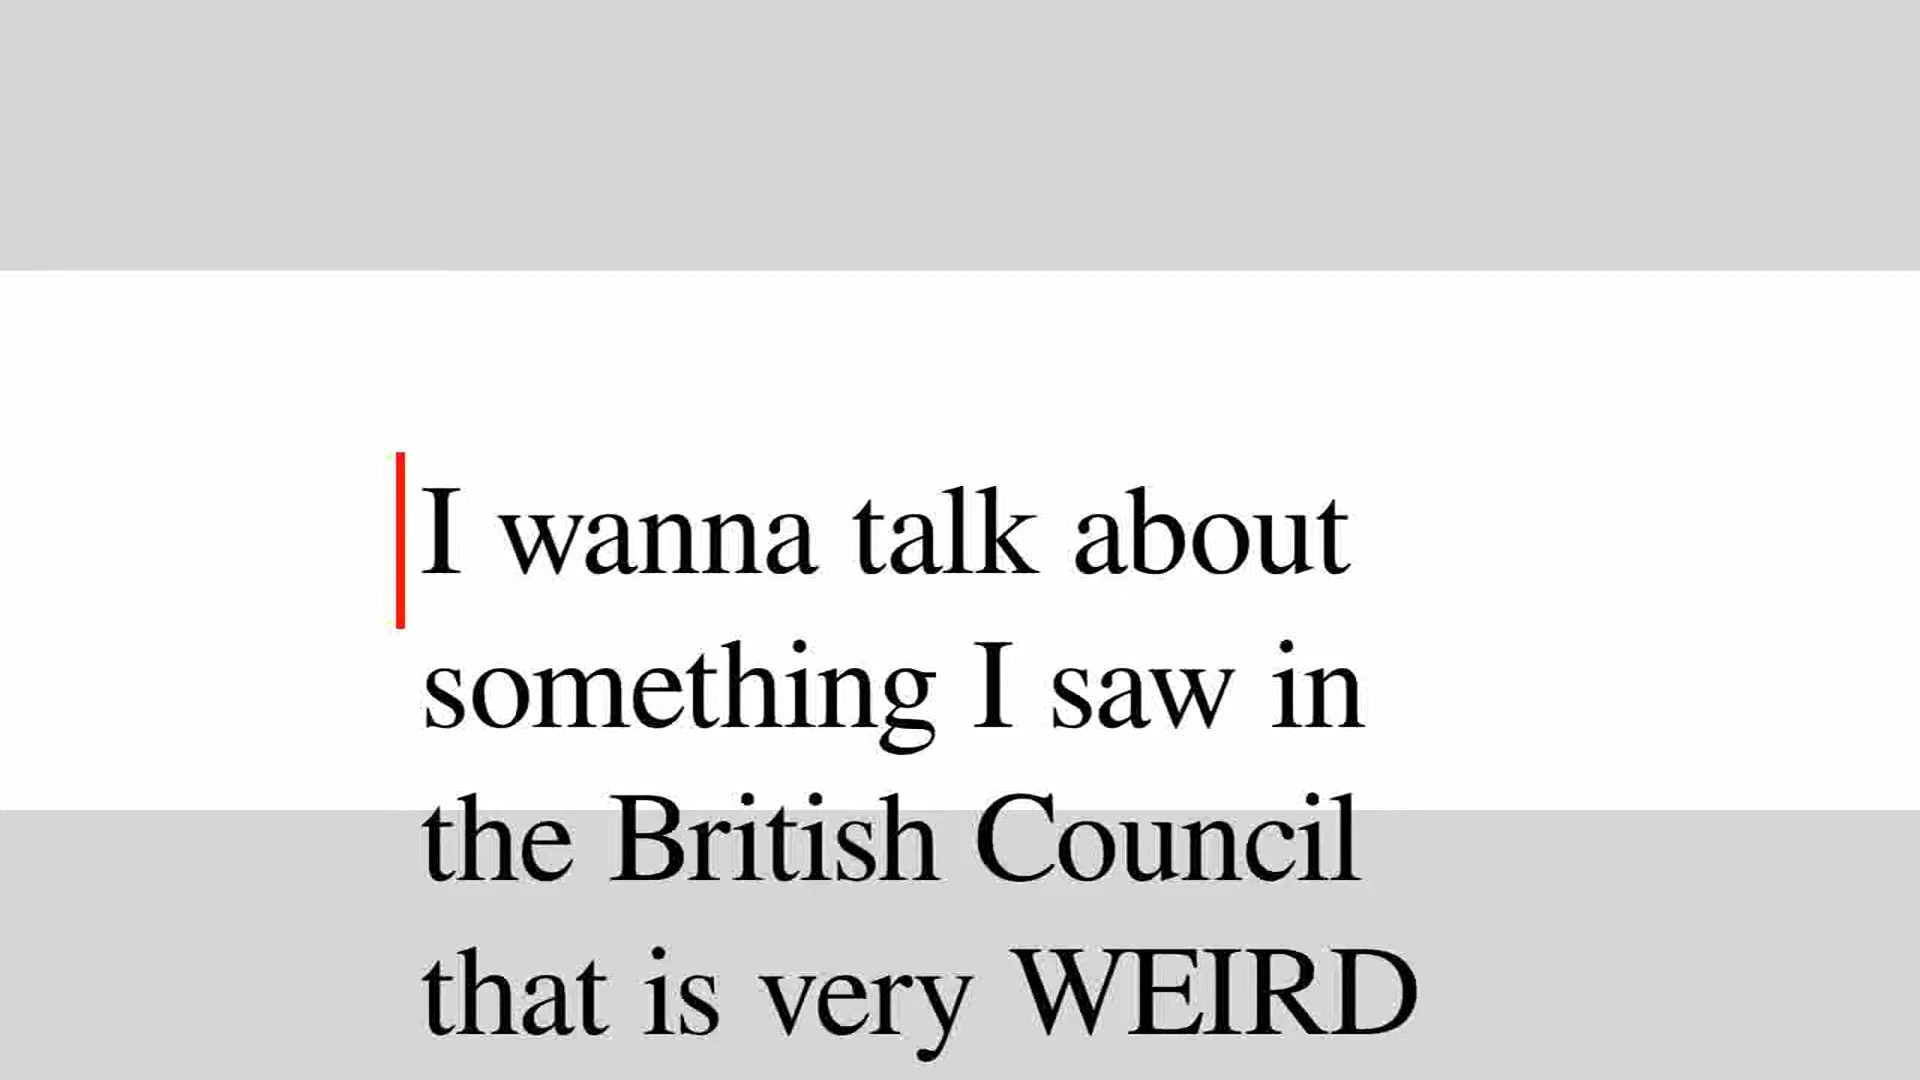 I wanna talk about
something I saw in
the British Council
that is very WEIRD